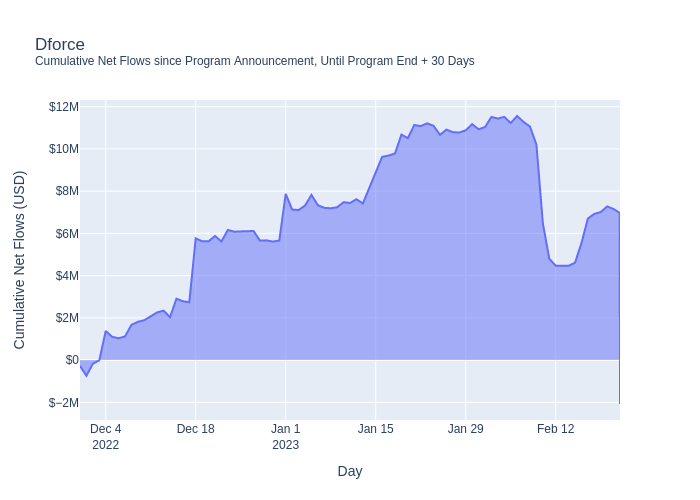 Dforce
Cumulative Net Flows since Program Announcement, Until Program End + 30 Days
Cumulative Net Flows (USD)
$12M
$10M
$8M
$6M
$4M
$2M
$0
$−2M
Dec 4
2022
Dec 18
Jan 1
2023
Jan 15
Jan 29
Feb 12
Day